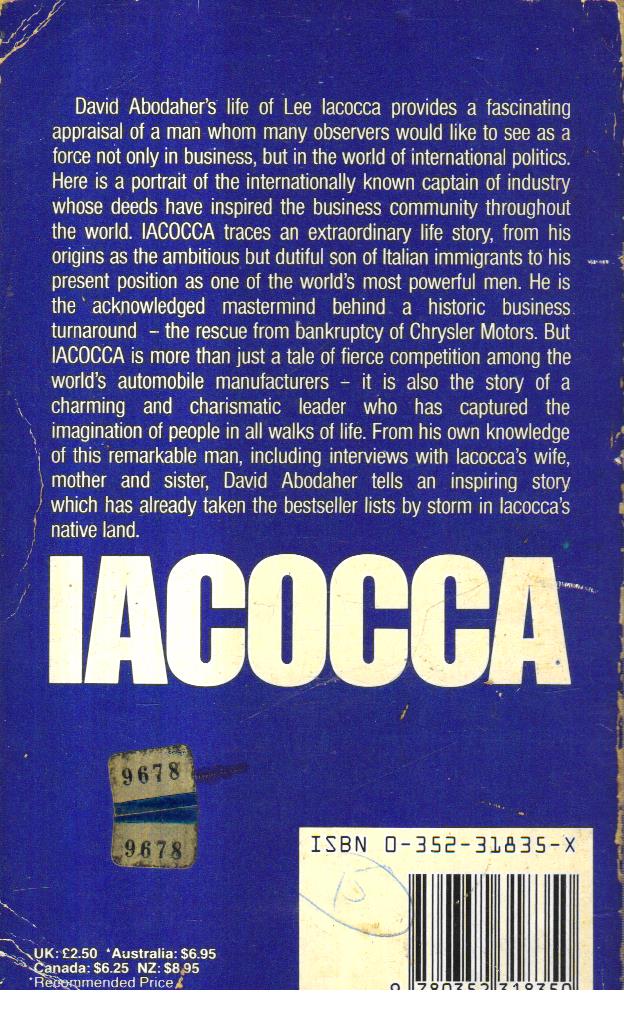 David Abodaher's life of Lee Iacocca provides a fascinating
appraisal of a man whom many observers would like to see as a
force not only in business, but in the world of international politics.
Here is a portrait of the internationally known captain of industry
whose deeds have inspired the business community throughout
the world. IACOCCA traces an extraordinary life story, from his
origins as the ambitious but dutiful son of Italian immigrants to his
present position as one of the world's most powerful men. He is
the acknowledged mastermind behind a historic business
turnaround – the rescue from bankruptcy of Chrysler Motors. But
IACOCCA is more than just a tale of fierce competition among the
world's automobile manufacturers – it is also the story of a
charming and charismatic leader who has captured the
imagination of people in all walks of life. From his own knowledge
of this remarkable man, including interviews with Iacocca's wife,
mother and sister, David Abodaher tells an inspiring story
which has already taken the bestseller lists by storm in Iacocca's
native land.
IACOCCA
9678
9678
ISBN 0-352-31835-X
15
UK: £2.50 *Australia: $6.95
Canada: $6.25 NZ: $8.95
*Recommended Price
9 780352 318350